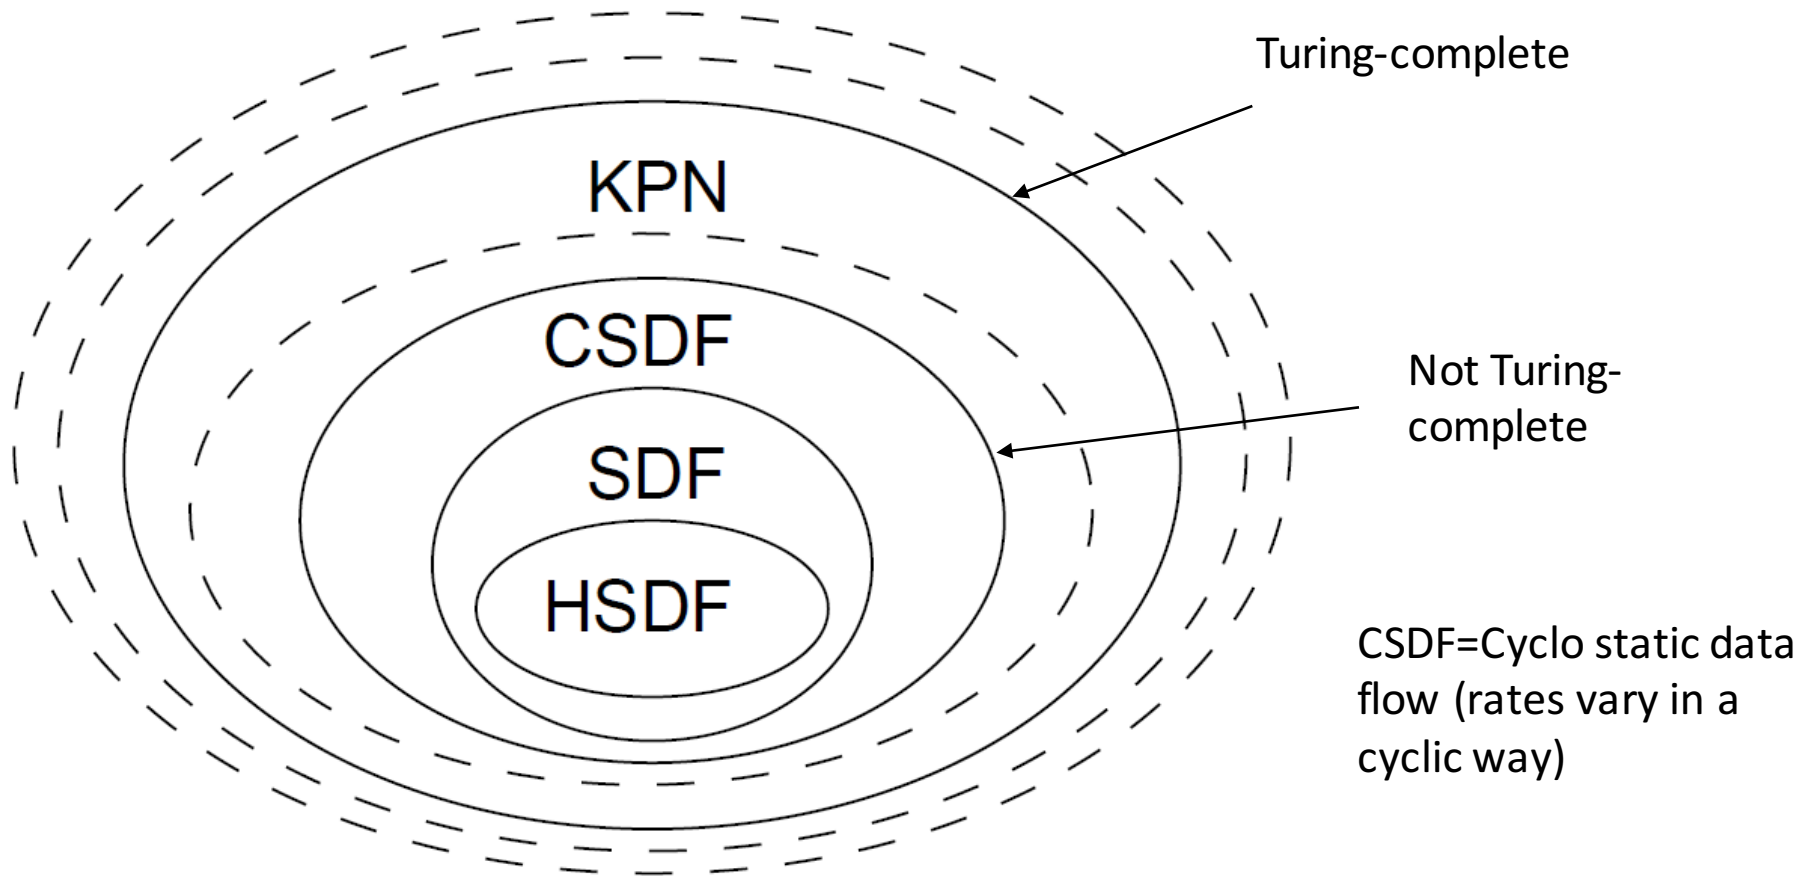 Turing-complete
KPN
CSDF
Not Turing-
complete
SDF
HSDF
CSDF=Cyclo static data
flow (rates vary in a
cyclic way)